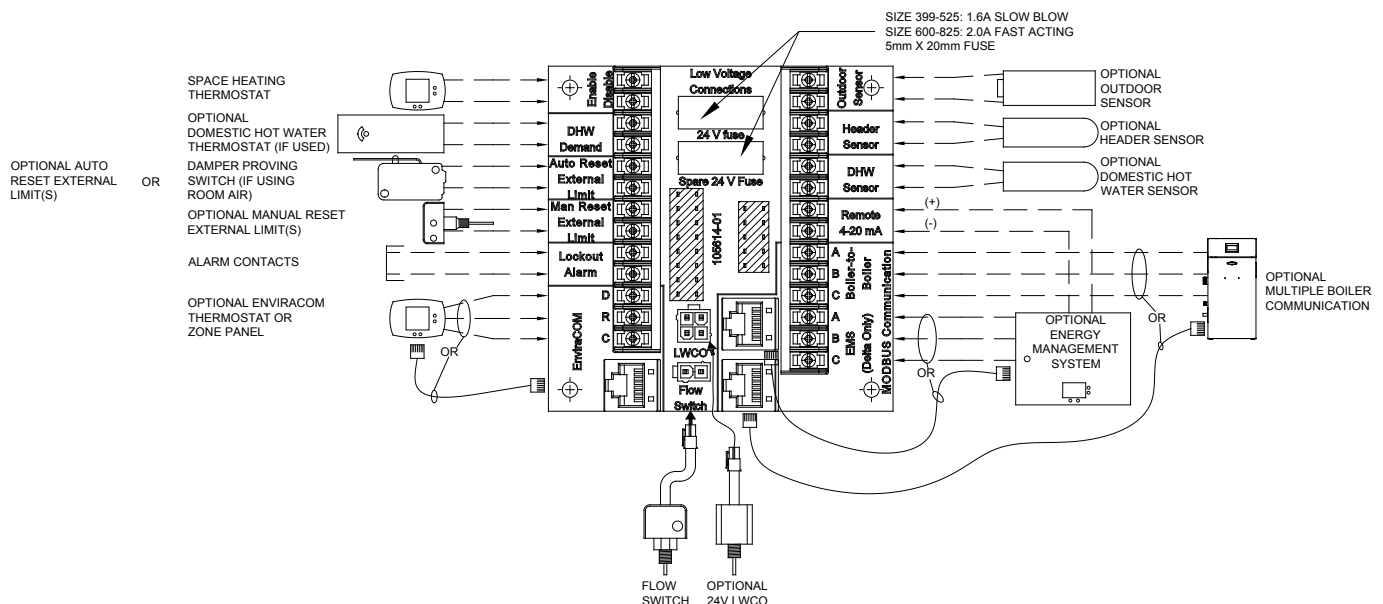 SIZE 399-525: 1.6A SLOW BLOW
SIZE 600-825: 2.0A FAST ACTING
5mm X 20mm FUSE
SPACE HEATING
THERMOSTAT
OPTIONAL
DOMESTIC HOT WATER
THERMOSTAT (IF USED)
OPTIONAL AUTO
RESET EXTERNAL
LIMIT(S)
OR
DAMPER PROVING
SWITCH (IF USING
ROOM AIR)
OPTIONAL MANUAL RESET
EXTERNAL LIMIT(S)
ALARM CONTACTS
OPTIONAL ENVIRACOM
THERMOSTAT OR
ZONE PANEL
OR
Enable
Disable
DHW
Demand
Auto Reset
External
Limit
Man Reset
External
Limit
Lockout
Alarm
D
R
C
EnviraCOM
Low Voltage
Connections
24 V fuse
Spare 24 V Fuse
105614-01
LWCO
Flow
Switch
Outdoor
Sensor
Header
Sensor
DHW
Sensor
Remote
4-20 mA
A
B
C
Boiler-to-
Boiler
A
B
C
EMS
(Delta Only)
MODBUS Communication
(+)
(-)
OR
OR
OPTIONAL
OUTDOOR
SENSOR
OPTIONAL
HEADER SENSOR
OPTIONAL
DOMESTIC HOT
WATER SENSOR
OPTIONAL
ENERGY
MANAGEMENT
SYSTEM
OPTIONAL
MULTIPLE BOILER
COMMUNICATION
FLOW
SWITCH
OPTIONAL
24V LWCO